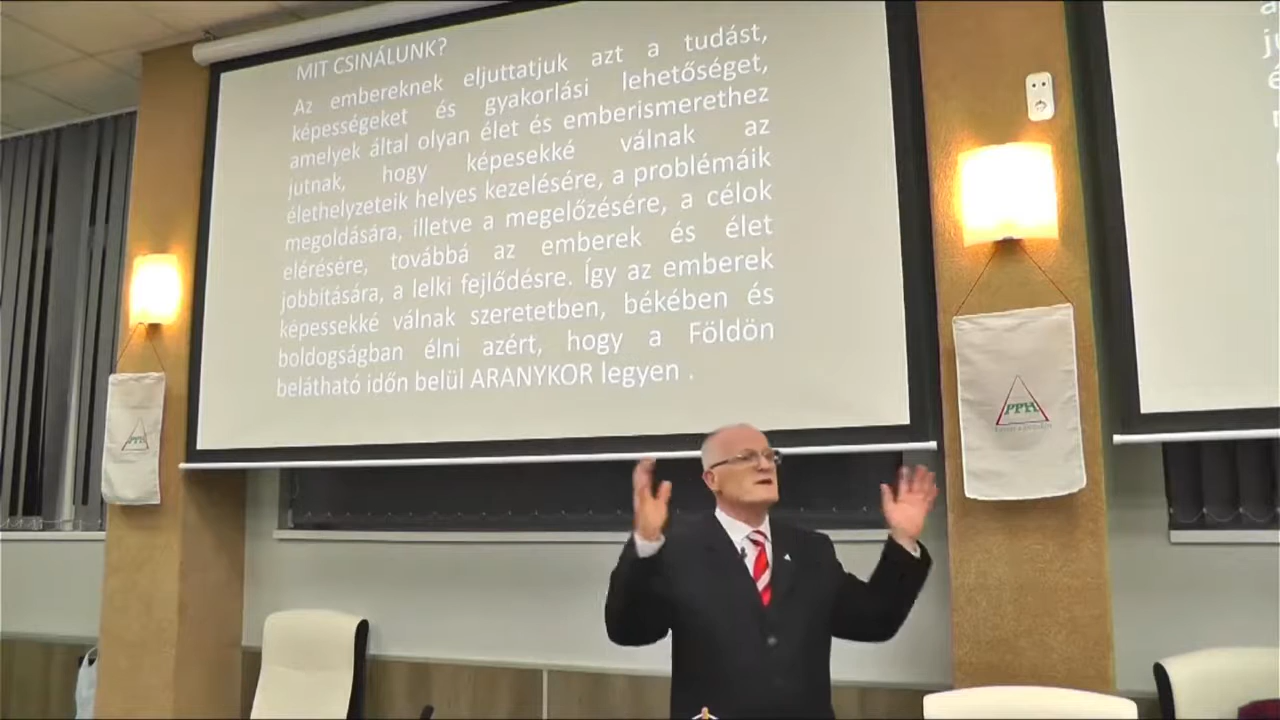 MIT CSINÁLUNK?
Az embereknek eljuttatjuk azt a tudást,
képességeket és gyakorlási lehetőséget,
amelyek által olyan élet és emberismerethez
jutnak, hogy képesekké válnak az
élethelyzeteik helyes kezelésére, a problémáik
megoldására, illetve a megelőzésére, a célok
elérésére, továbbá az emberek és élet
jobbítására, a lelki fejlődésre. Így az emberek
képessekké válnak szeretetben, békében és
boldogságban élni azért, hogy a Földön
belátható időn belül ARANYKOR legyen .
PPH
PPH